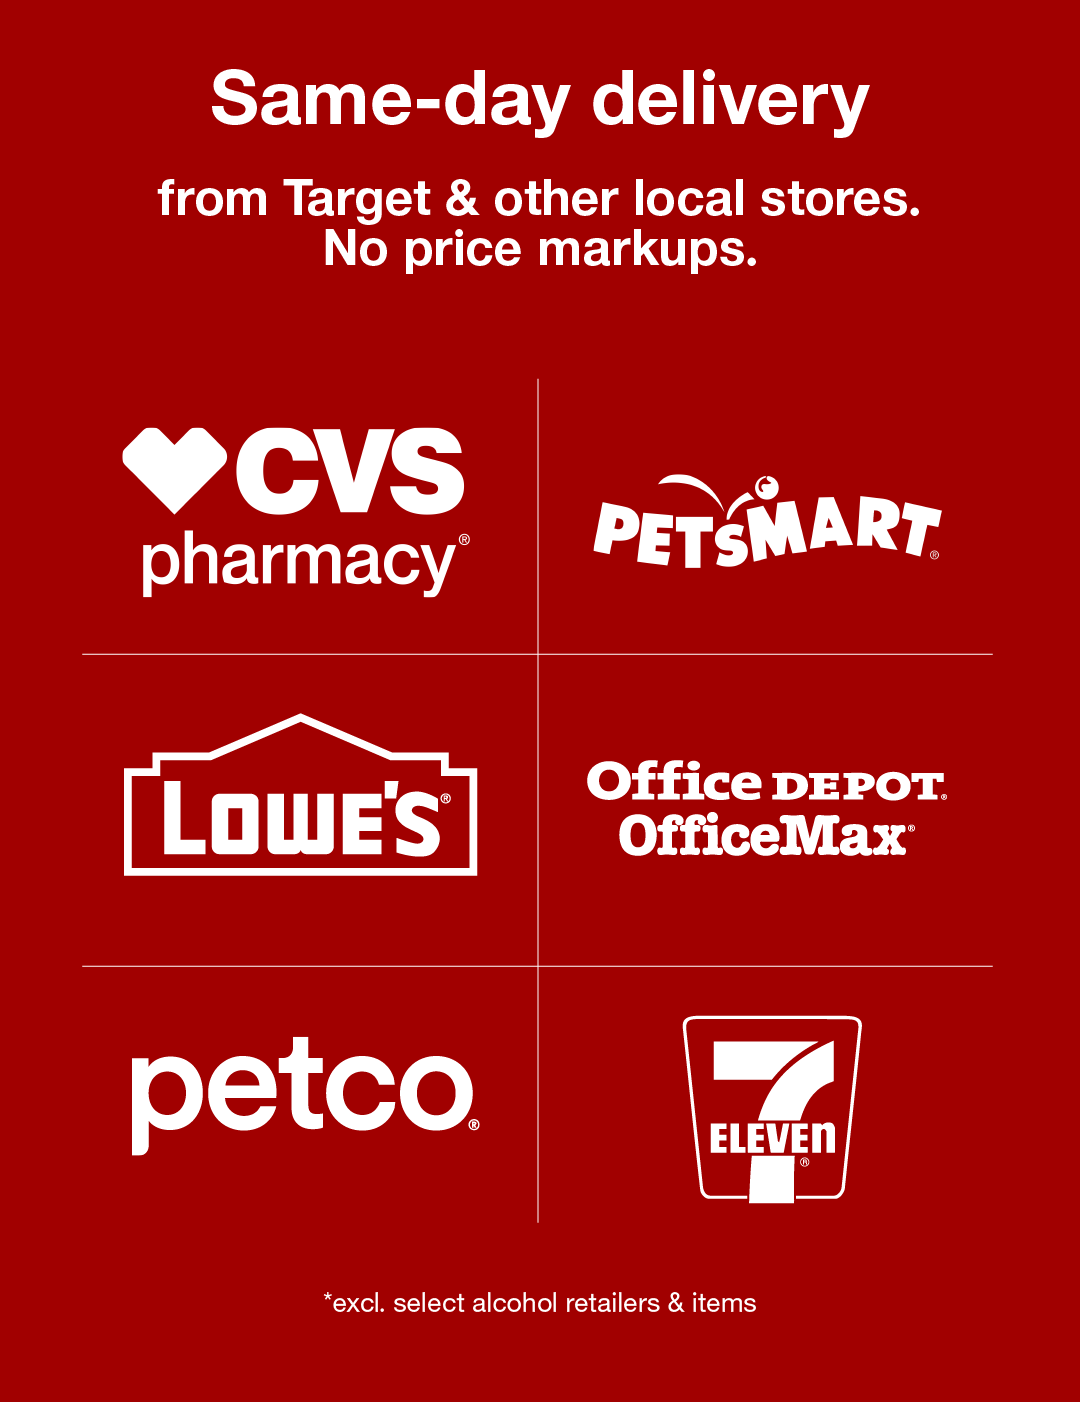 Same-day delivery
from Target & other local stores.
No price markups.
CVS
pharmacy®
PETSMART®
LOWE'S®
Office DEPOT®
OfficeMax®
petco®
7
ELEVEn®
*excl. select alcohol retailers & items